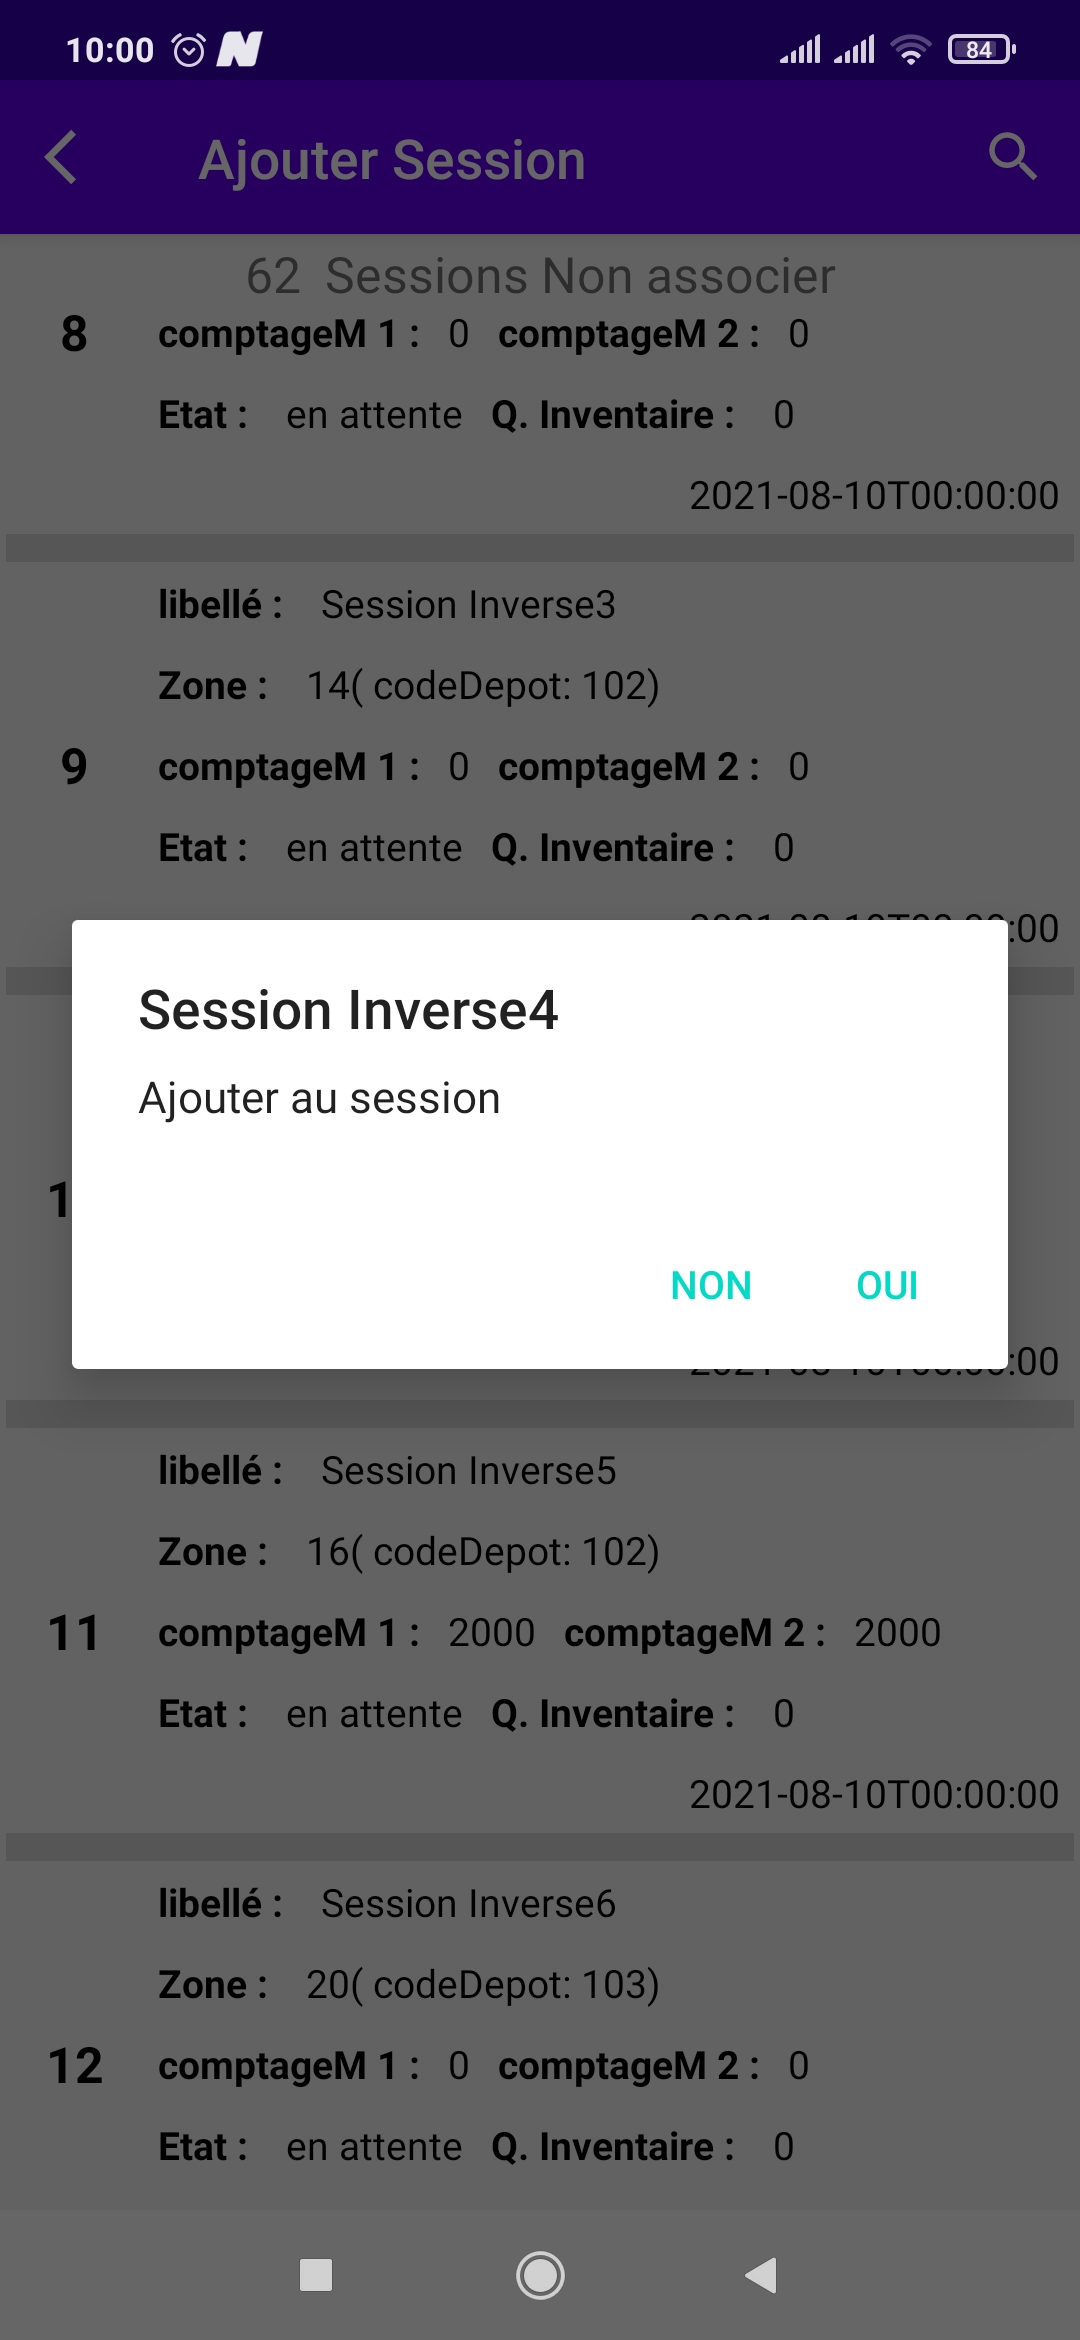 10:00
84
Ajouter Session
62 Sessions Non associer
8 comptageM 1 : 0 comptageM 2 : 0
Etat : en attente Q. Inventaire : 0
2021-08-10T00:00:00
libellé : Session Inverse3
Zone : 14( codeDepot: 102)
9 comptageM 1 : 0 comptageM 2 : 0
Etat : en attente Q. Inventaire : 0
:00
Session Inverse4
Ajouter au session
1
NON OUI
:00
libellé : Session Inverse5
Zone : 16( codeDepot: 102)
11 comptageM 1 : 2000 comptageM 2 : 2000
Etat : en attente Q. Inventaire : 0
2021-08-10T00:00:00
libellé : Session Inverse6
Zone : 20( codeDepot: 103)
12 comptageM 1 : 0 comptageM 2 : 0
Etat : en attente Q. Inventaire : 0